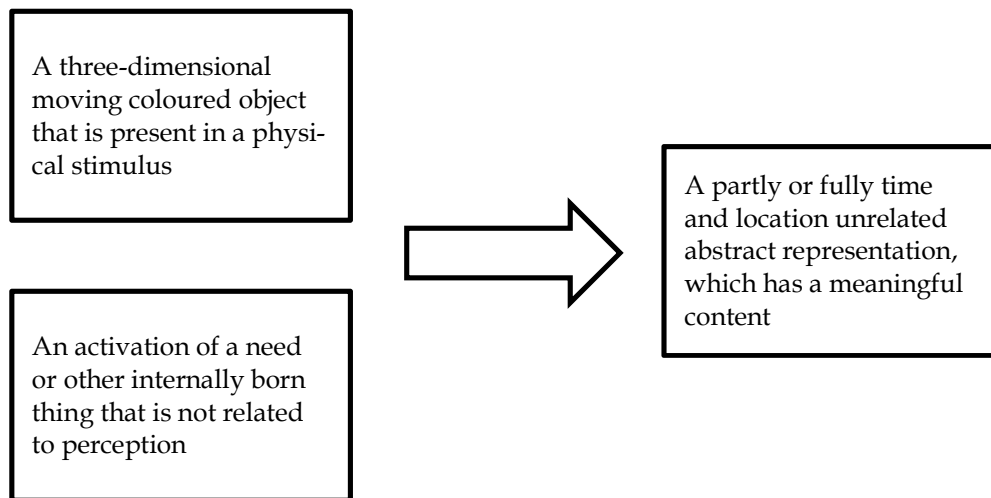 A three-dimensional
moving coloured object
that is present in a physi-
cal stimulus
An activation of a need
or other internally born
thing that is not related
to perception
A partly or fully time
and location unrelated
abstract representation,
which has a meaningful
content